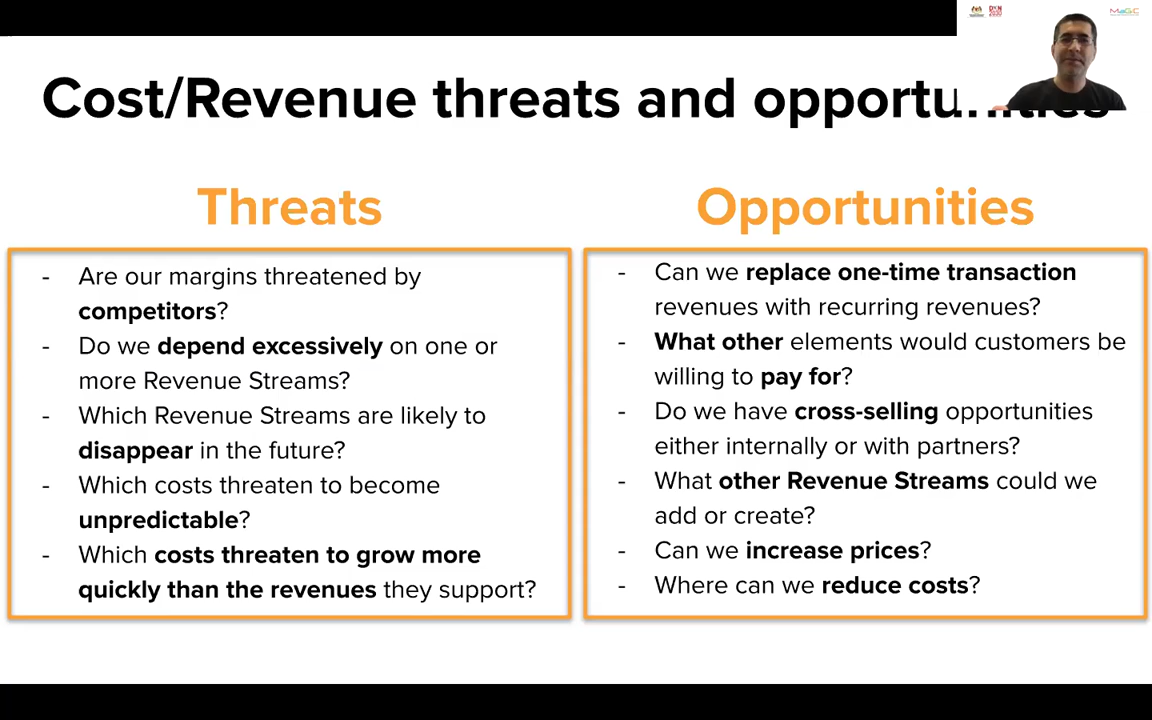 MaGIC
Cost/Revenue threats and opportunities
Threats
- Are our margins threatened by
competitors?
- Do we depend excessively on one or
more Revenue Streams?
- Which Revenue Streams are likely to
disappear in the future?
- Which costs threaten to become
unpredictable?
- Which costs threaten to grow more
quickly than the revenues they support?
Opportunities
- Can we replace one-time transaction
revenues with recurring revenues?
- What other elements would customers be
willing to pay for?
- Do we have cross-selling opportunities
either internally or with partners?
- What other Revenue Streams could we
add or create?
- Can we increase prices?
- Where can we reduce costs?